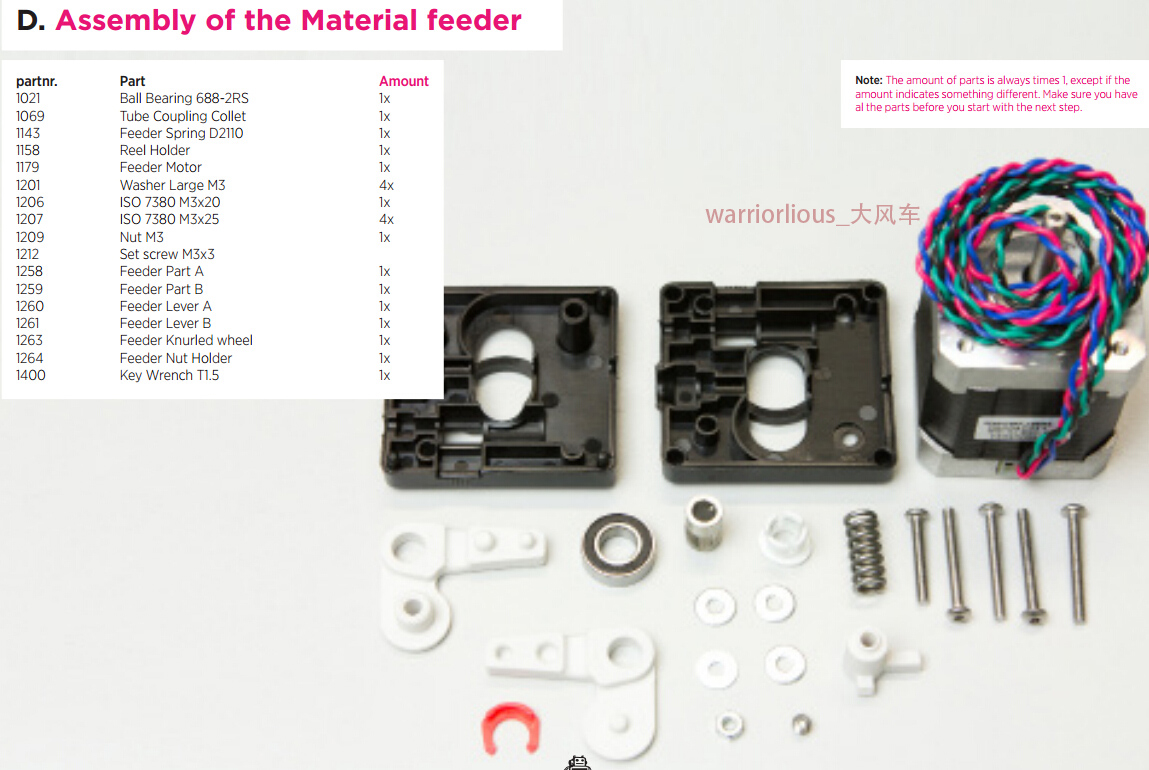 D. Assembly of the Material feeder
partnr. Part Amount
1021 Ball Bearing 688-2RS 1x
1069 Tube Coupling Collet 1x
1143 Feeder Spring D2110 1x
1158 Reel Holder 1x
1179 Feeder Motor 1x
1201 Washer Large M3 4x
1206 ISO 7380 M3x20 1x
1207 ISO 7380 M3x25 4x
1209 Nut M3 1x
1212 Set screw M3x3
1258 Feeder Part A 1x
1259 Feeder Part B 1x
1260 Feeder Lever A 1x
1261 Feeder Lever B 1x
1263 Feeder Knurled wheel 1x
1264 Feeder Nut Holder 1x
1400 Key Wrench T1.5 1x
Note: The amount of parts is always times 1, except if the
amount indicates something different. Make sure you have
al the parts before you start with the next step.
warriorlious_大风车